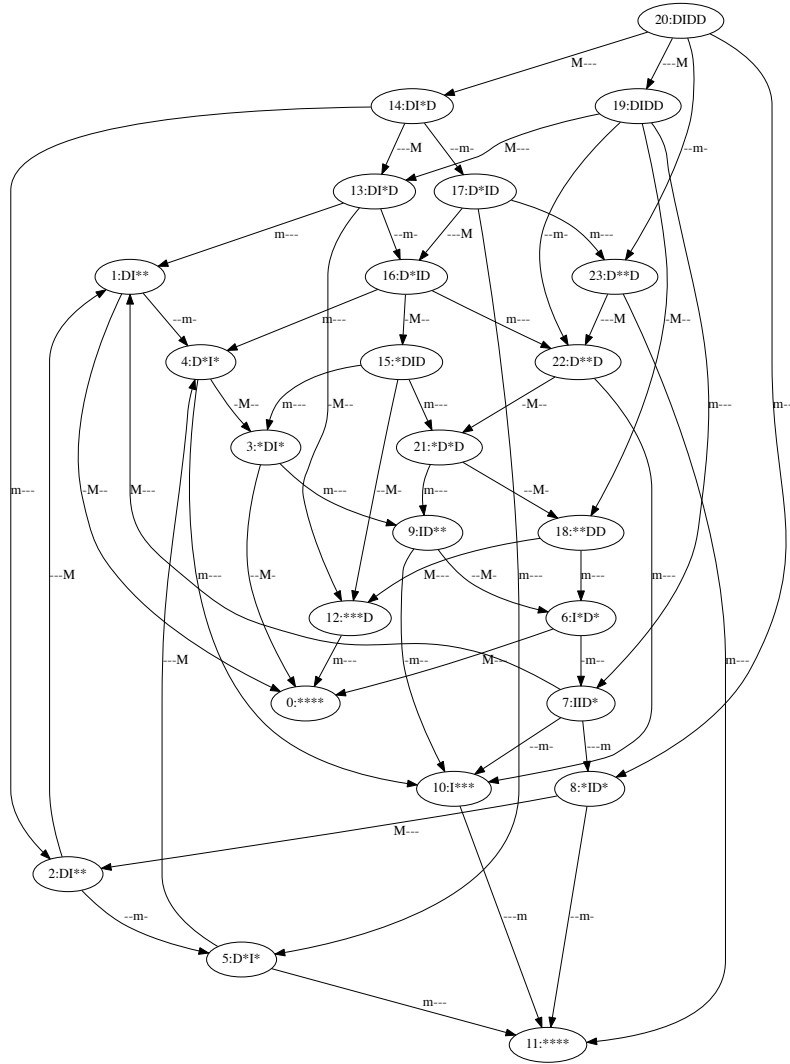 20:DIDD
M---
---M
14:DI*D
19:DIDD
---M
--m-
M---
--m-
13:DI*D
17:D*ID
m---
--m-
---M
m---
--m-
1:DI**
16:D*ID
23:D**D
--m-
m---
-M--
m---
---M
-M--
4:D*I*
15:*DID
22:D**D
-M--
m---
-M--
m---
-M--
m---
m---
3:*DI*
21:*D*D
-M--
M---
m---
--M-
m---
--M-
m---
9:ID**
18:**DD
---M
m---
--M-
M---
--M-
m---
m---
m---
12:***D
6:I*D*
---M
m---
-m--
M---
-m--
m---
0:****
7:IID*
--m-
---m
10:I***
8:*ID*
M---
2:DI**
--m-
---m
--m-
5:D*I*
m---
11:****